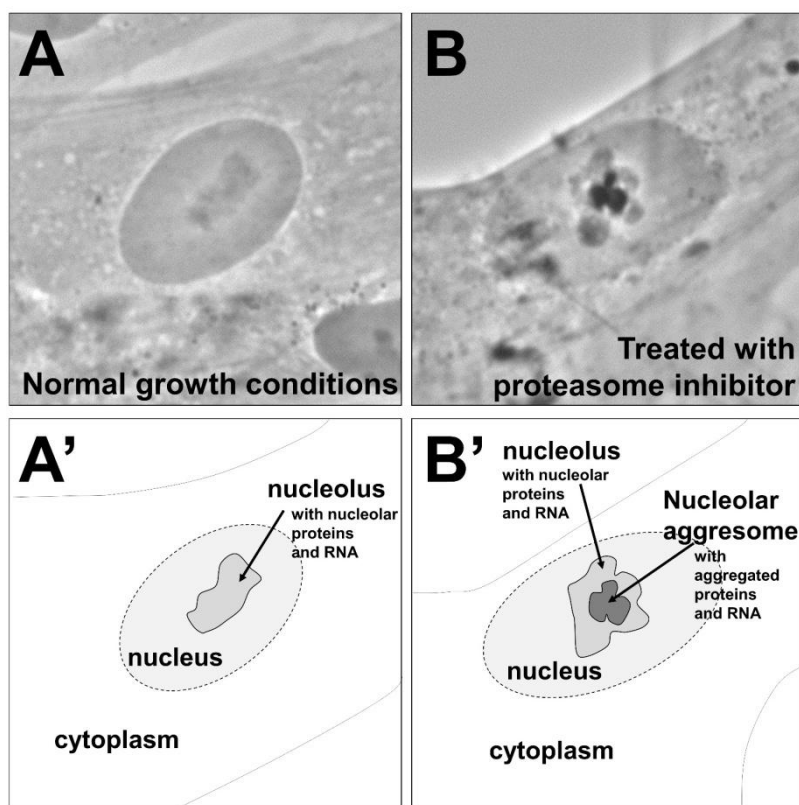 A
Normal growth conditions
B
Treated with
proteasome inhibitor
A’
nucleolus
with nucleolar
proteins
and RNA
nucleus
cytoplasm
B’
nucleolus
with nucleolar
proteins
and RNA
Nucleolar
aggresome
with
aggregated
proteins
and RNA
nucleus
cytoplasm